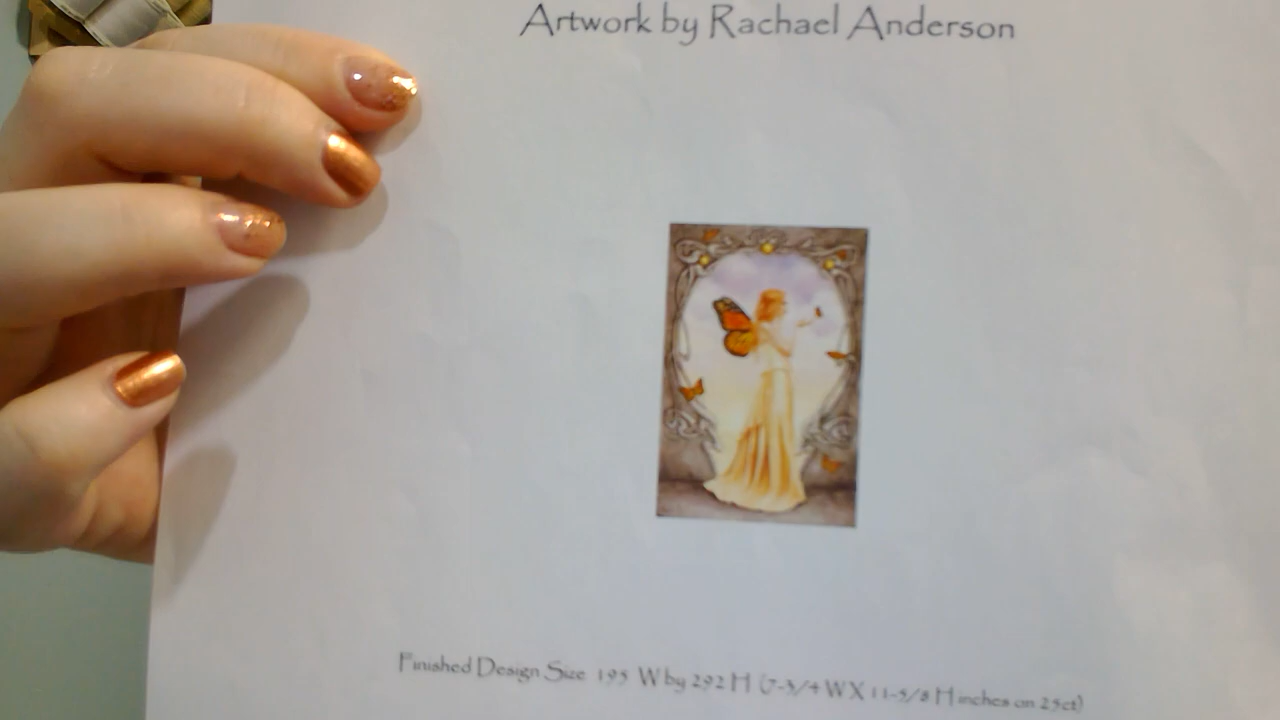 Artwork by Rachael Anderson
Finished Design Size 195 W by 292 H (7-3/4 W X 11-5/8 H inches on 25ct)